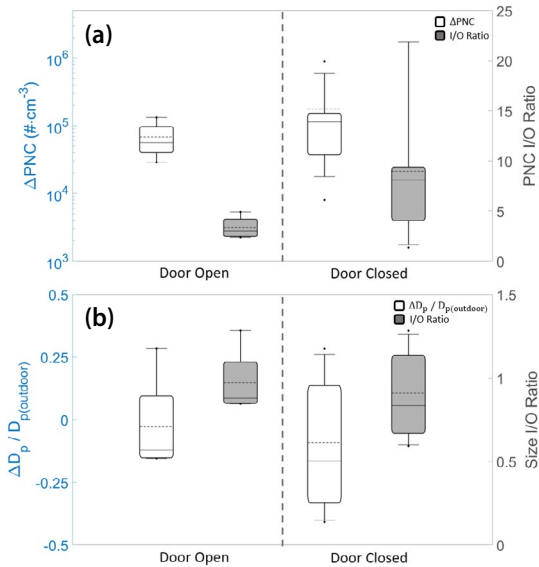 (a)
ΔPNC
I/O Ratio
10^6
10^5
10^4
10^3
ΔPNC (#·cm^-3)
25
20
15
10
5
0
PNC I/O Ratio
Door Open
Door Closed
(b)
ΔD_p / D_p(outdoor)
I/O Ratio
0.5
0.25
0
-0.25
-0.5
ΔD_p / D_p(outdoor)
1.5
1
0.5
0
Size I/O Ratio
Door Open
Door Closed